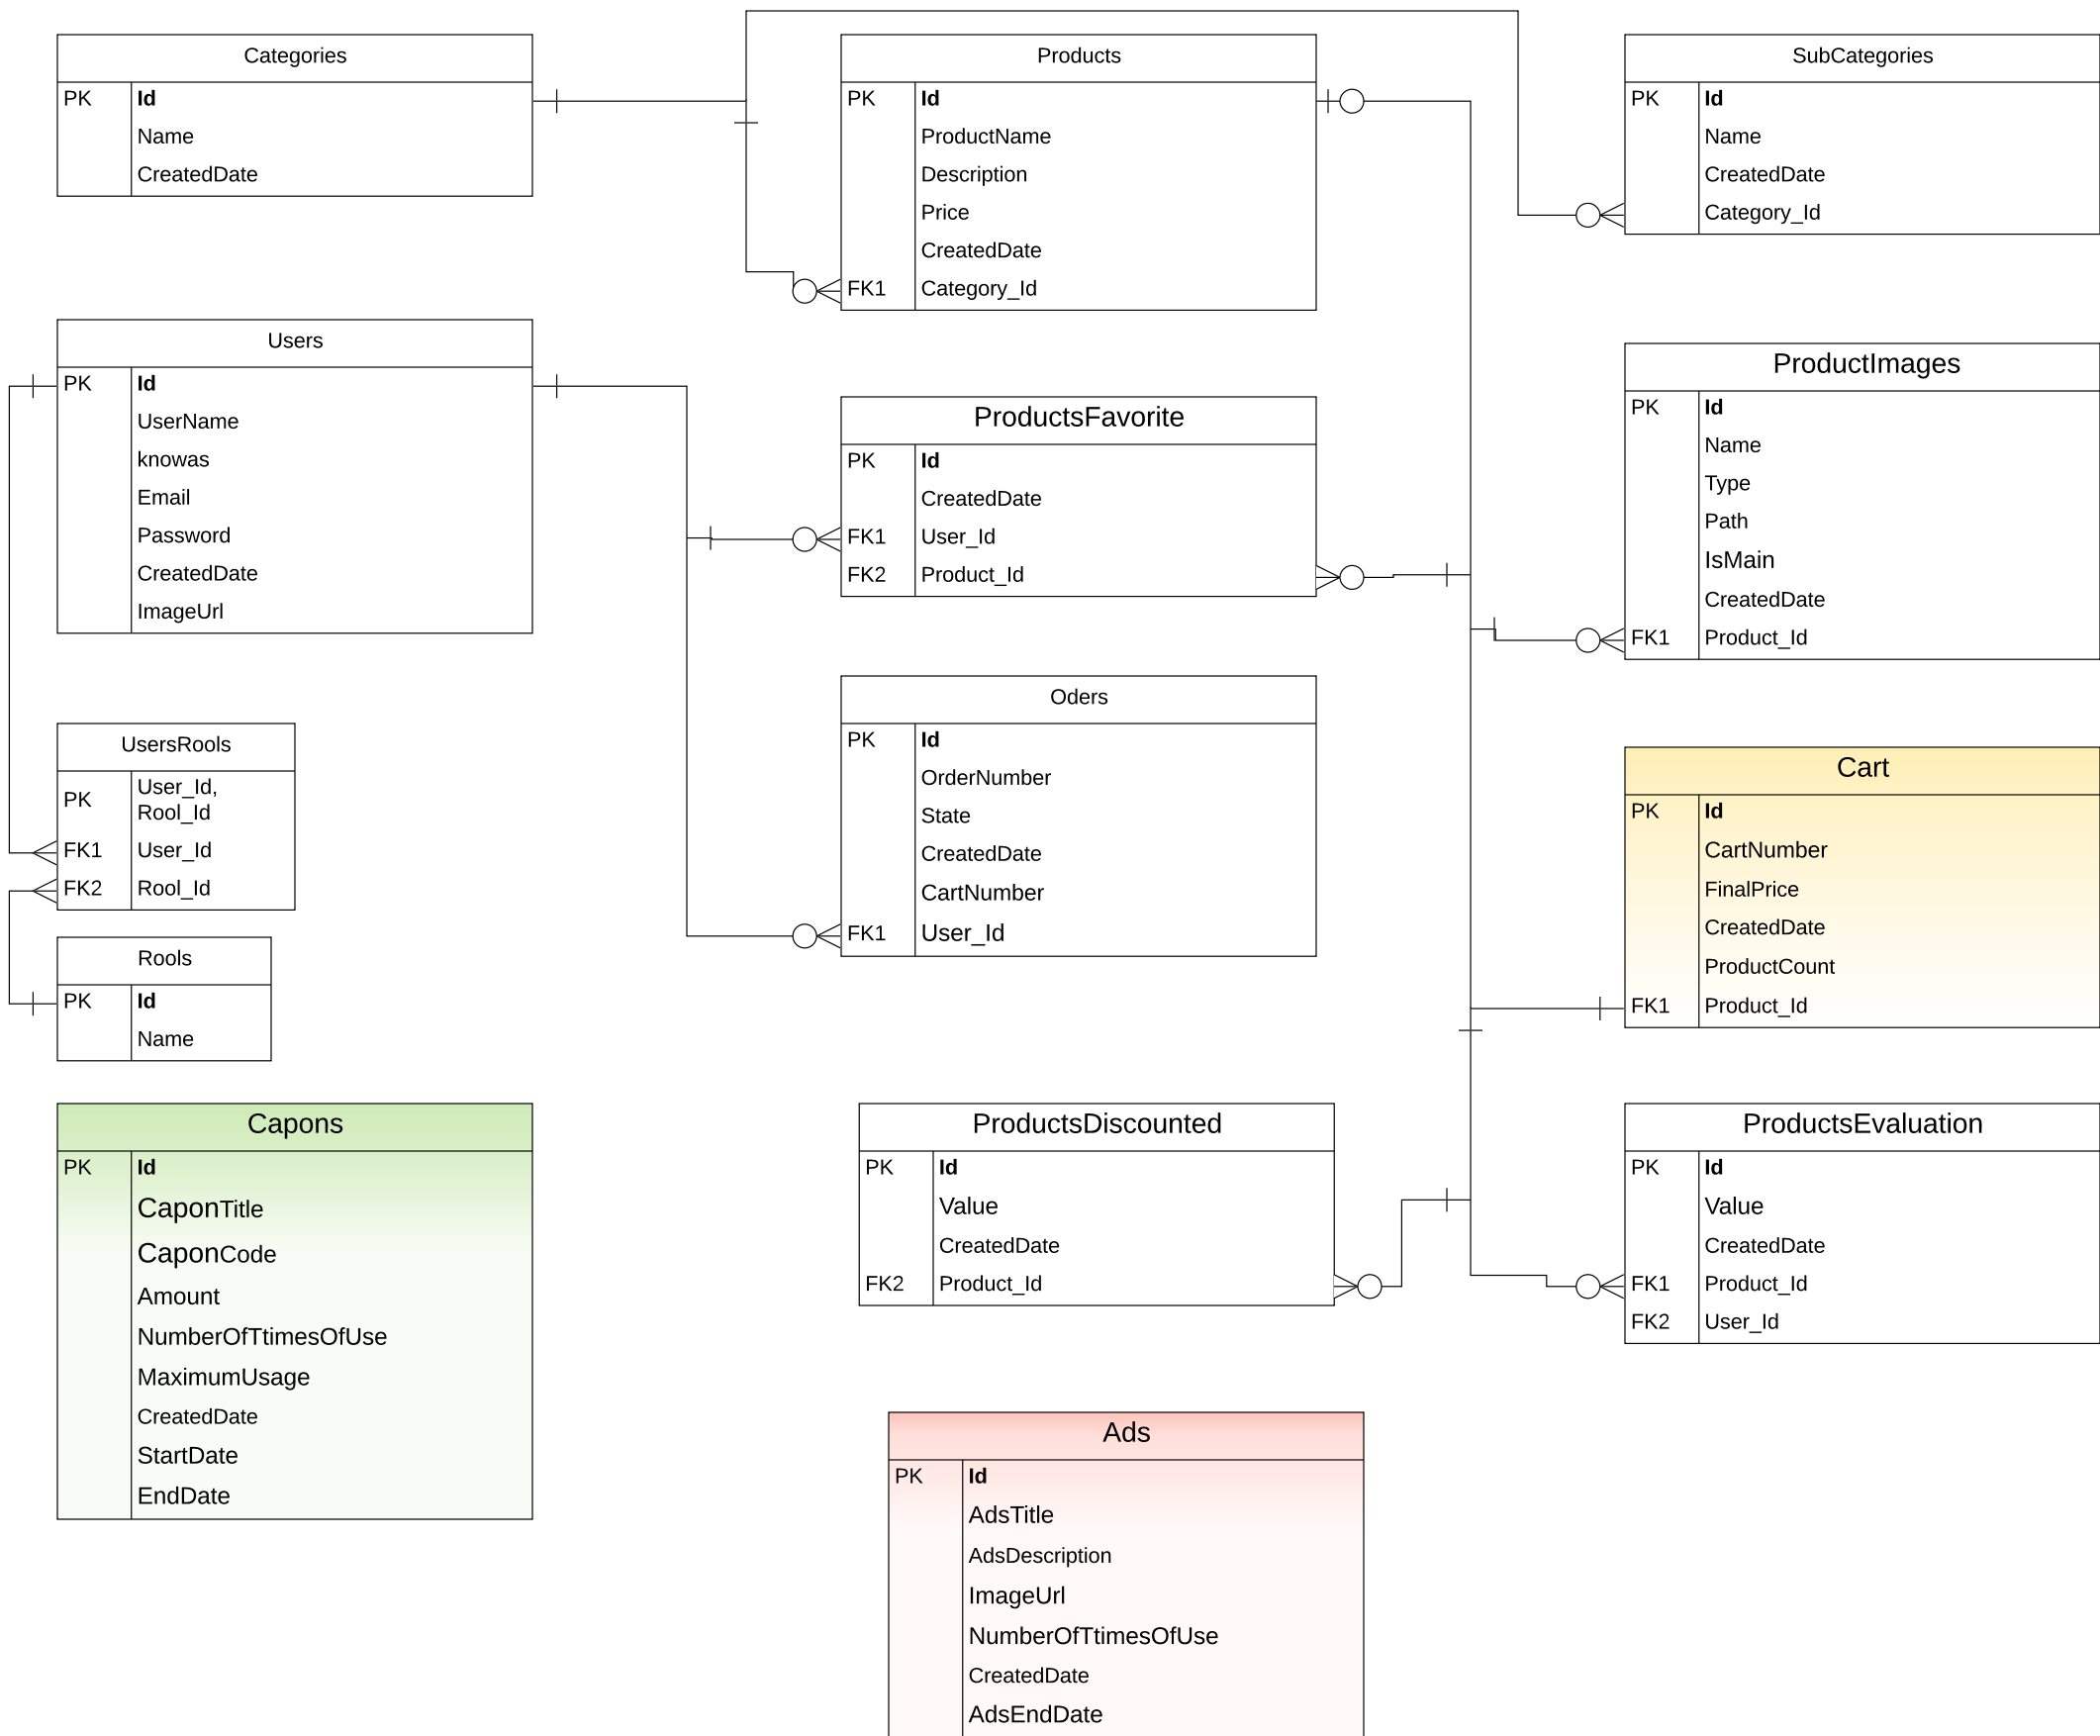 Categories
PK Id
Name
CreatedDate
Products
PK Id
ProductName
Description
Price
CreatedDate
FK1 Category_Id
SubCategories
PK Id
Name
CreatedDate
Category_Id
Users
PK Id
UserName
knowas
Email
Password
CreatedDate
ImageUrl
ProductsFavorite
PK Id
CreatedDate
FK1 User_Id
FK2 Product_Id
ProductImages
PK Id
Name
Type
Path
IsMain
CreatedDate
FK1 Product_Id
UsersRools
PK User_Id,
Rool_Id
FK1 User_Id
FK2 Rool_Id
Oders
PK Id
OrderNumber
State
CreatedDate
CartNumber
FK1 User_Id
Cart
PK Id
CartNumber
FinalPrice
CreatedDate
ProductCount
FK1 Product_Id
Rools
PK Id
Name
Capons
PK Id
CaponTitle
CaponCode
Amount
NumberOfTtimesOfUse
MaximumUsage
CreatedDate
StartDate
EndDate
ProductsDiscounted
PK Id
Value
CreatedDate
FK2 Product_Id
ProductsEvaluation
PK Id
Value
CreatedDate
FK1 Product_Id
FK2 User_Id
Ads
PK Id
AdsTitle
AdsDescription
ImageUrl
NumberOfTtimesOfUse
CreatedDate
AdsEndDate